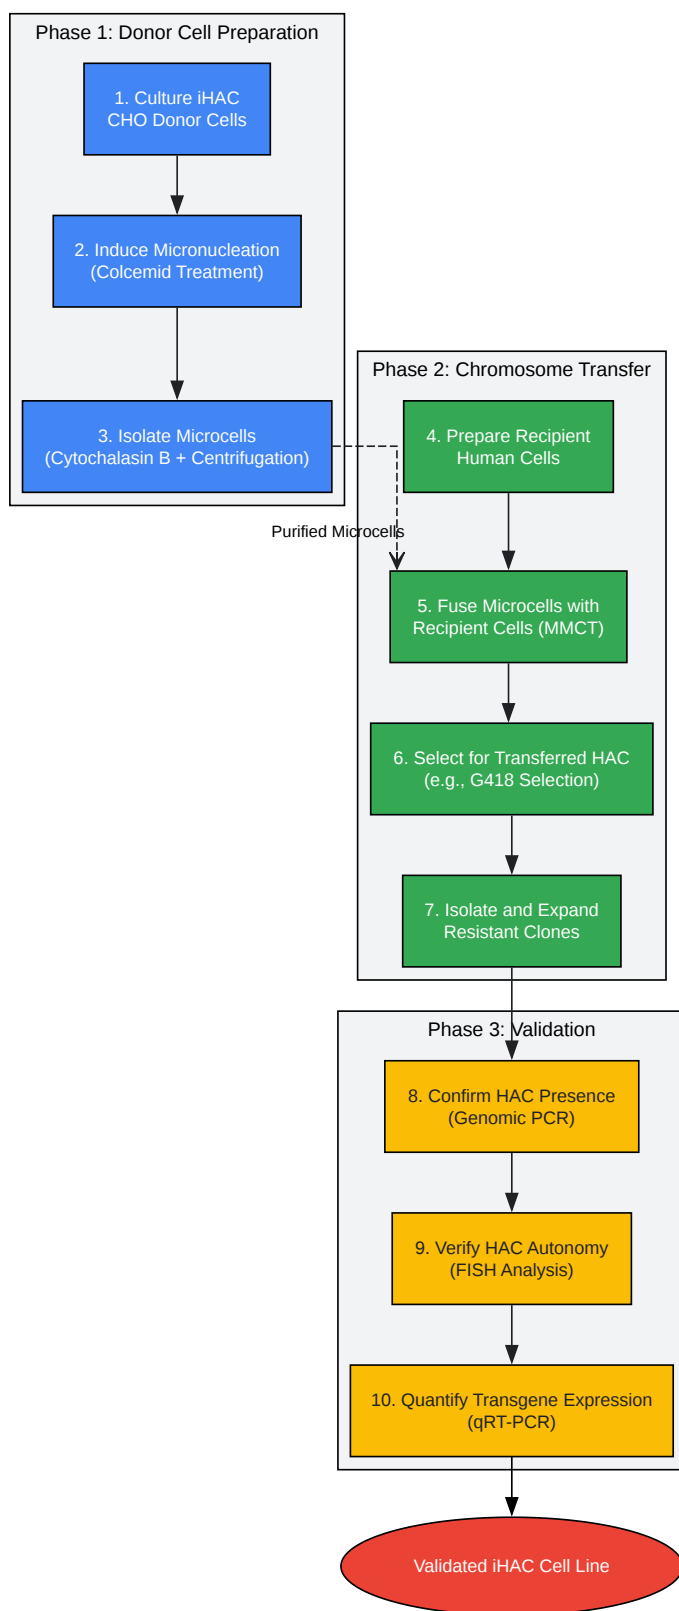 Phase 1: Donor Cell Preparation
1. Culture iHAC
CHO Donor Cells
2. Induce Micronucleation
(Colcemid Treatment)
3. Isolate Microcells
(Cytochalasin B + Centrifugation)
Purified Microcells
Phase 2: Chromosome Transfer
4. Prepare Recipient
Human Cells
5. Fuse Microcells with
Recipient Cells (MMCT)
6. Select for Transferred HAC
(e.g., G418 Selection)
7. Isolate and Expand
Resistant Clones
Phase 3: Validation
8. Confirm HAC Presence
(Genomic PCR)
9. Verify HAC Autonomy
(FISH Analysis)
10. Quantify Transgene Expression
(qRT-PCR)
Validated iHAC Cell Line